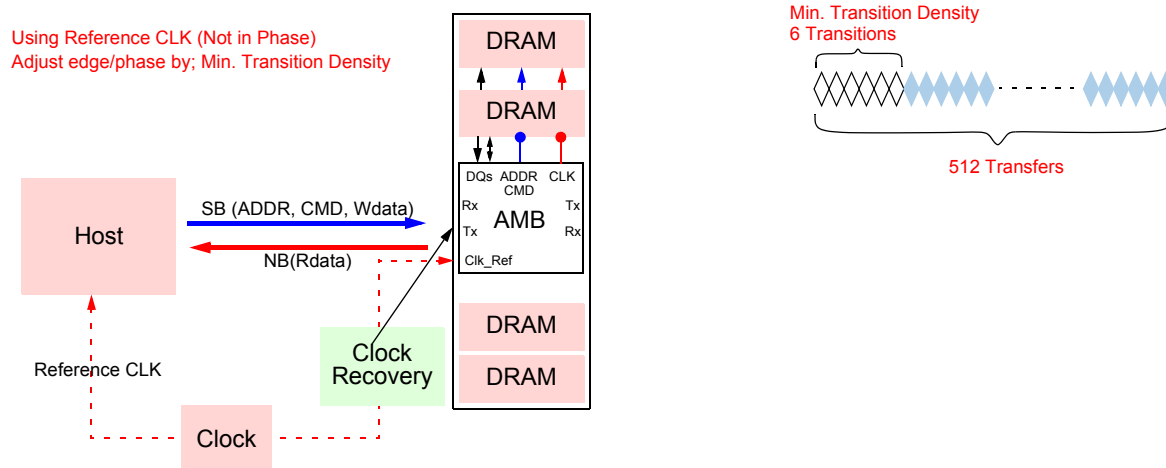 Using Reference CLK (Not in Phase)
Adjust edge/phase by; Min. Transition Density
Min. Transition Density
6 Transitions
512 Transfers
DRAM
DRAM
DQs ADDR CLK
CMD
Rx Tx
AMB
Tx Rx
Clk_Ref
Host
SB (ADDR, CMD, Wdata)
NB(Rdata)
DRAM
DRAM
Clock
Recovery
Reference CLK
Clock